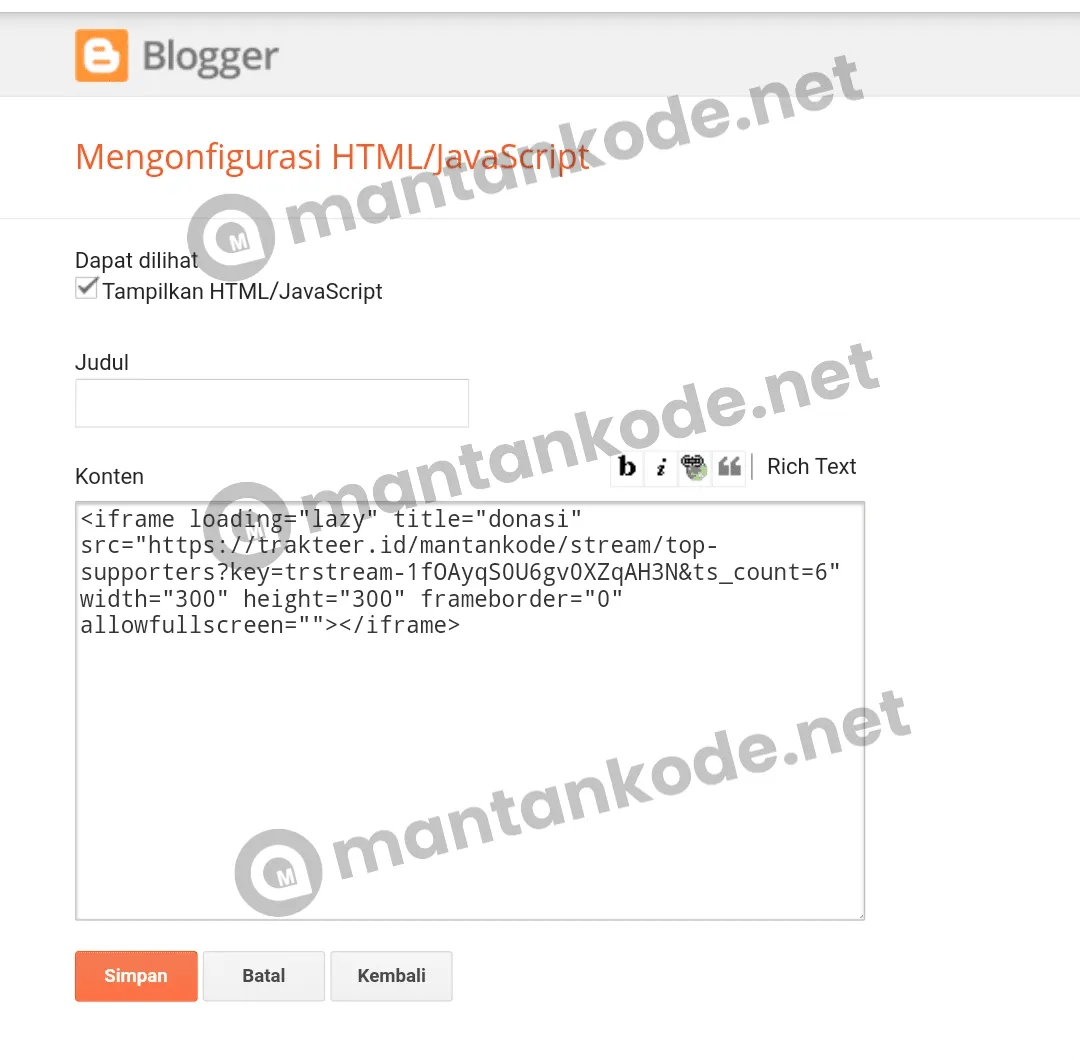 Blogger
mantankode.net
Mengonfigurasi HTML/JavaScript
M
Dapat dilihat
Tampilkan HTML/JavaScript
Judul
mantankode.net
M
Konten
b i Rich Text
<iframe loading="lazy" title="donasi"
src="https://trakteer.id/mantankode/stream/top-
supporters?key=trstream-1fOAyqS0U6gv0XZqAH3N&ts_count=6"
width="300" height="300" frameborder="0"
allowfullscreen=""></iframe>
mantankode.net
M
Simpan Batal Kembali